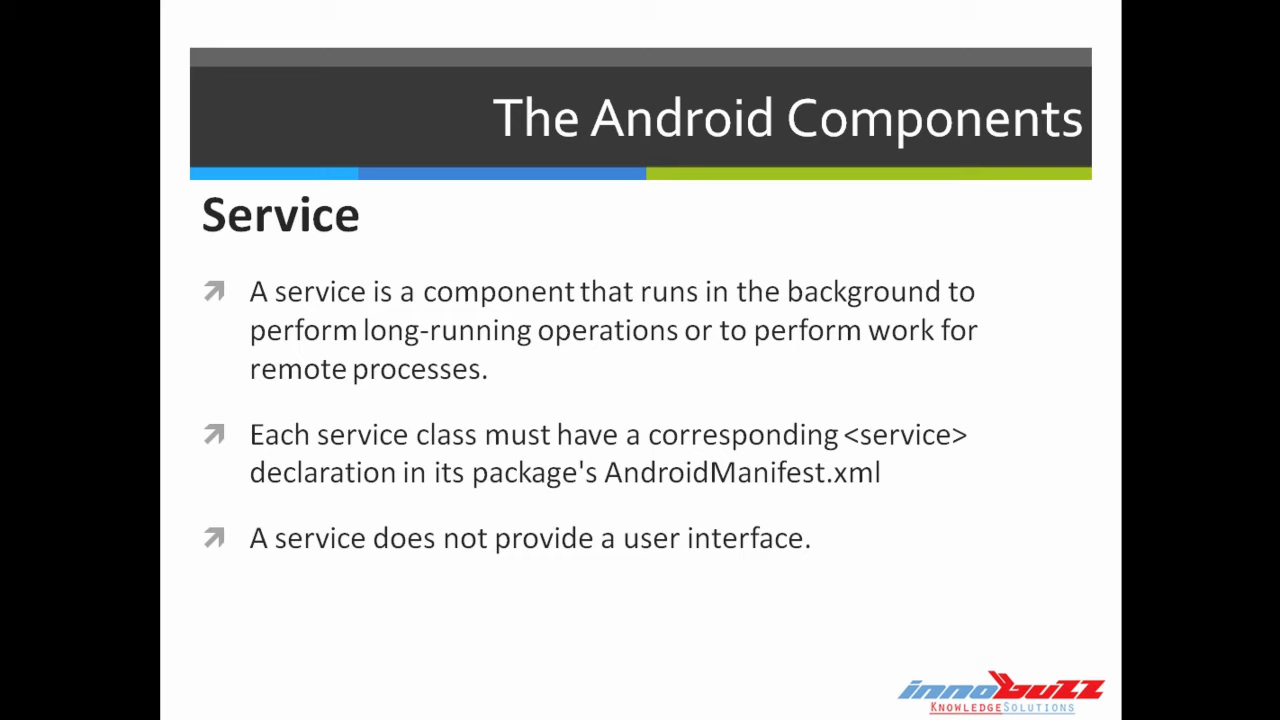 The Android Components
Service
A service is a component that runs in the background to
perform long-running operations or to perform work for
remote processes.
Each service class must have a corresponding <service>
declaration in its package's AndroidManifest.xml
A service does not provide a user interface.
innobuzz
KNOWLEDGESOLUTIONS